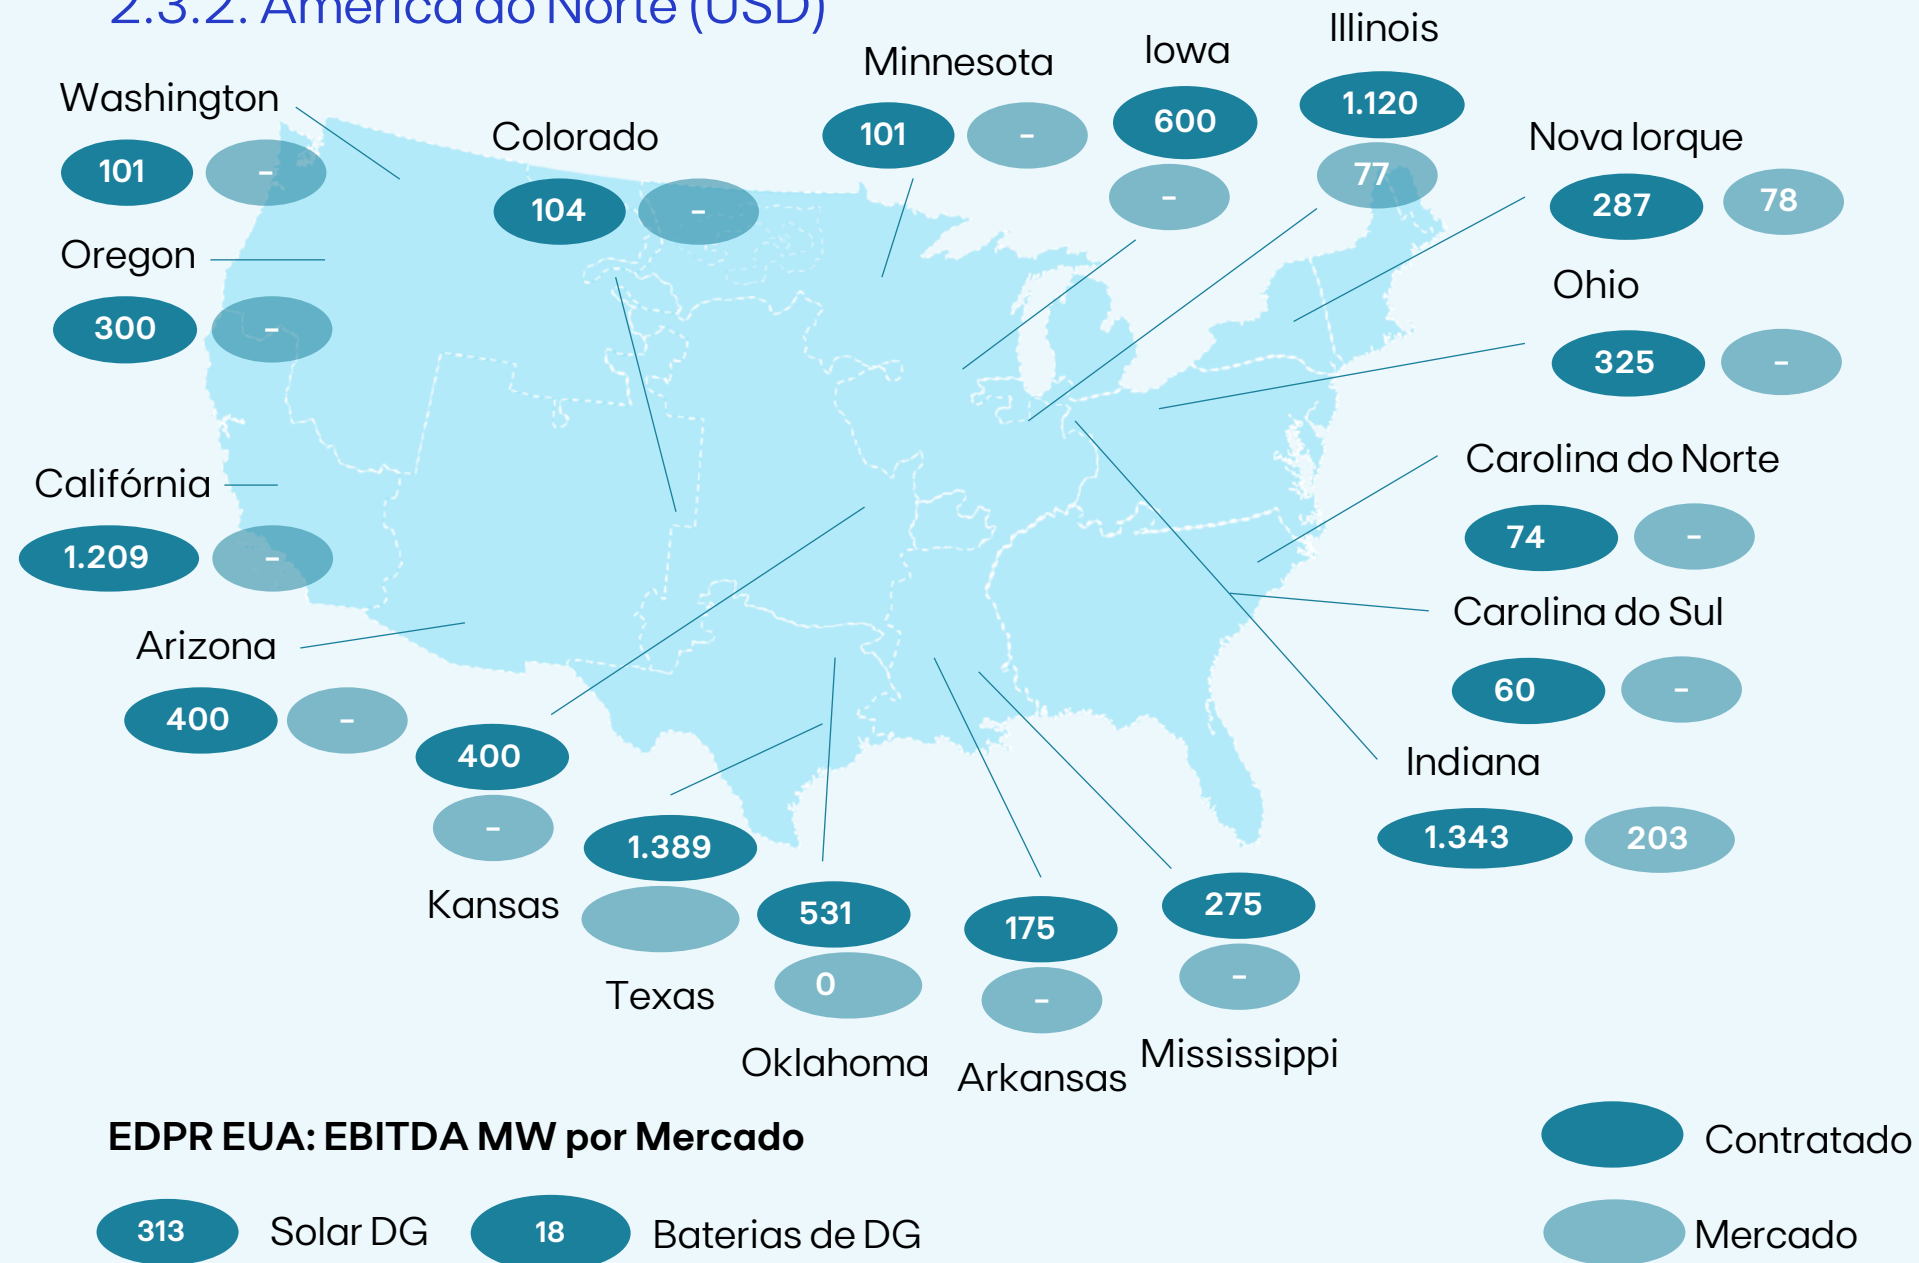 2.3.2. América do Norte (USD)
Washington
101 -
Oregon
300 -
Califórnia
1.209 -
Arizona
400 -
Colorado
104 -
Minnesota
101 -
Iowa
600
-
Illinois
1.120
77
Nova Iorque
287 78
Ohio
325 -
Carolina do Norte
74 -
Carolina do Sul
60 -
Indiana
1.343 203
400
-
Kansas
1.389
Texas
531
0
Oklahoma
175
-
Arkansas
275
-
Mississippi
EDPR EUA: EBITDA MW por Mercado
313 Solar DG 18 Baterias de DG
Contratado
Mercado